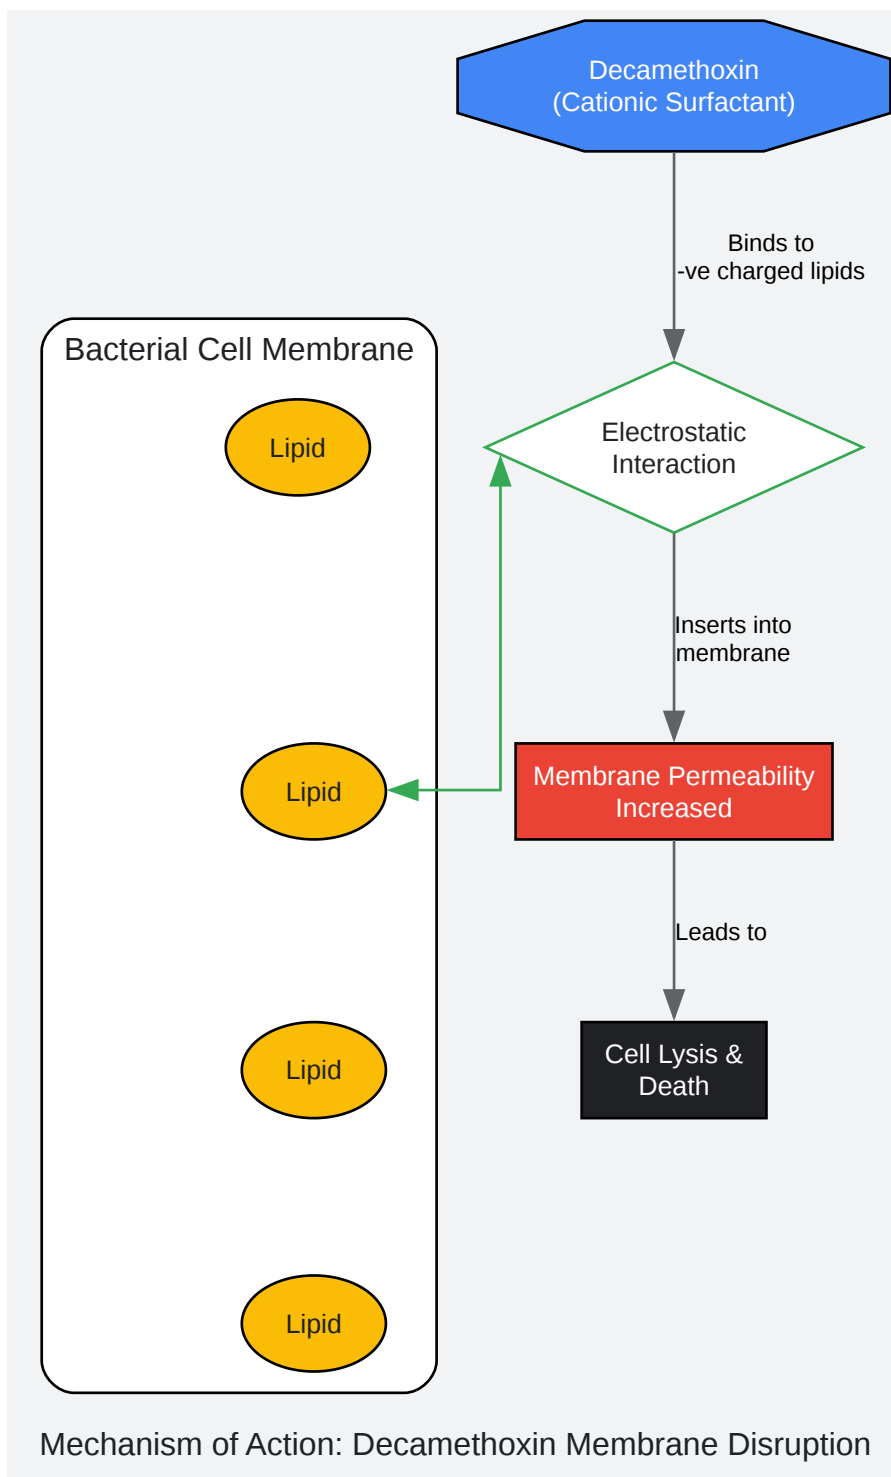 Decamethoxin
(Cationic Surfactant)
Binds to
-ve charged lipids
Bacterial Cell Membrane
Lipid
Electrostatic
Interaction
Inserts into
membrane
Lipid
Membrane Permeability
Increased
Leads to
Lipid
Cell Lysis &
Death
Lipid
Mechanism of Action: Decamethoxin Membrane Disruption